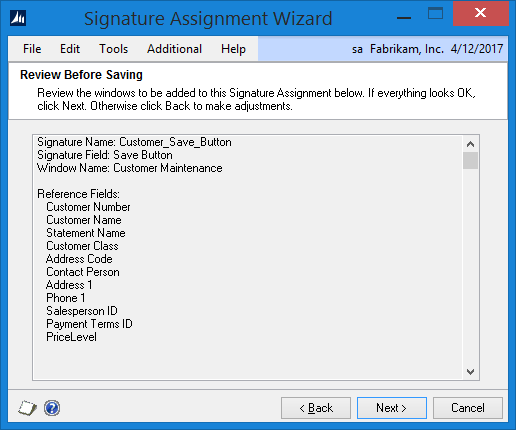 Signature Assignment Wizard
File Edit Tools Additional Help sa Fabrikam, Inc. 4/12/2017
Review Before Saving
Review the windows to be added to this Signature Assignment below. If everything looks OK,
click Next. Otherwise click Back to make adjustments.
Signature Name: Customer_Save_Button
Signature Field: Save Button
Window Name: Customer Maintenance
Reference Fields:
Customer Number
Customer Name
Statement Name
Customer Class
Address Code
Contact Person
Address 1
Phone 1
Salesperson ID
Payment Terms ID
PriceLevel
< Back Next > Cancel